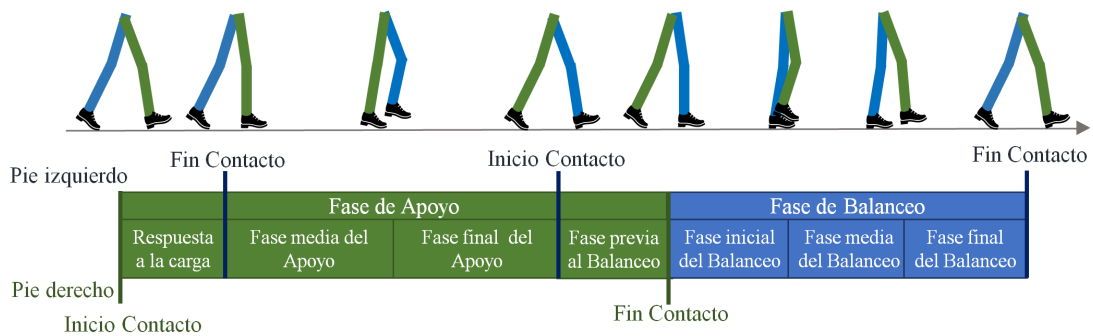 Fin Contacto
Inicio Contacto
Fin Contacto
Pie izquierdo
Fase de Apoyo
Fase de Balanceo
Respuesta
a la carga
Fase media del
Apoyo
Fase final del
Apoyo
Fase previa
al Balanceo
Fase inicial
del Balanceo
Fase media
del Balanceo
Fase final
del Balanceo
Pie derecho
Inicio Contacto
Fin Contacto